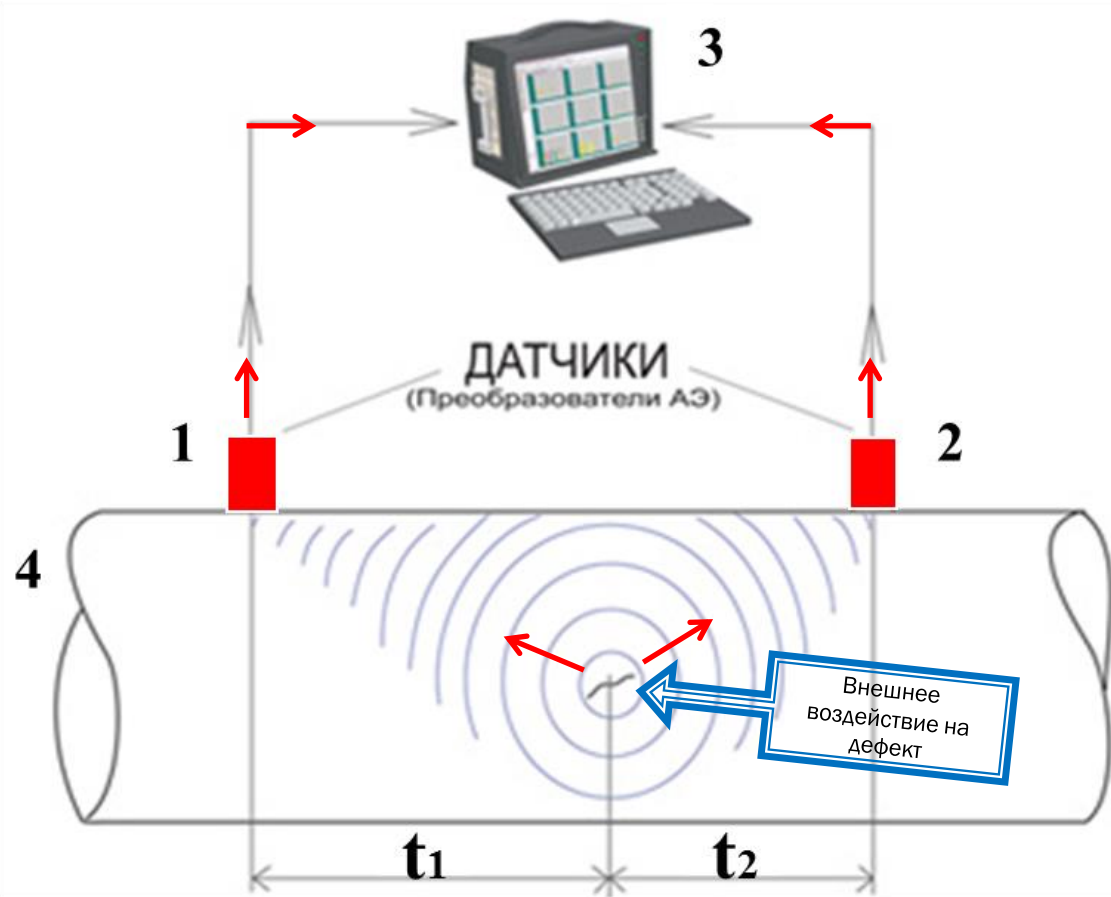 3
ДАТЧИКИ
(Преобразователи АЭ)
1
2
4
Внешнее
воздействие на
дефект
t1
t2